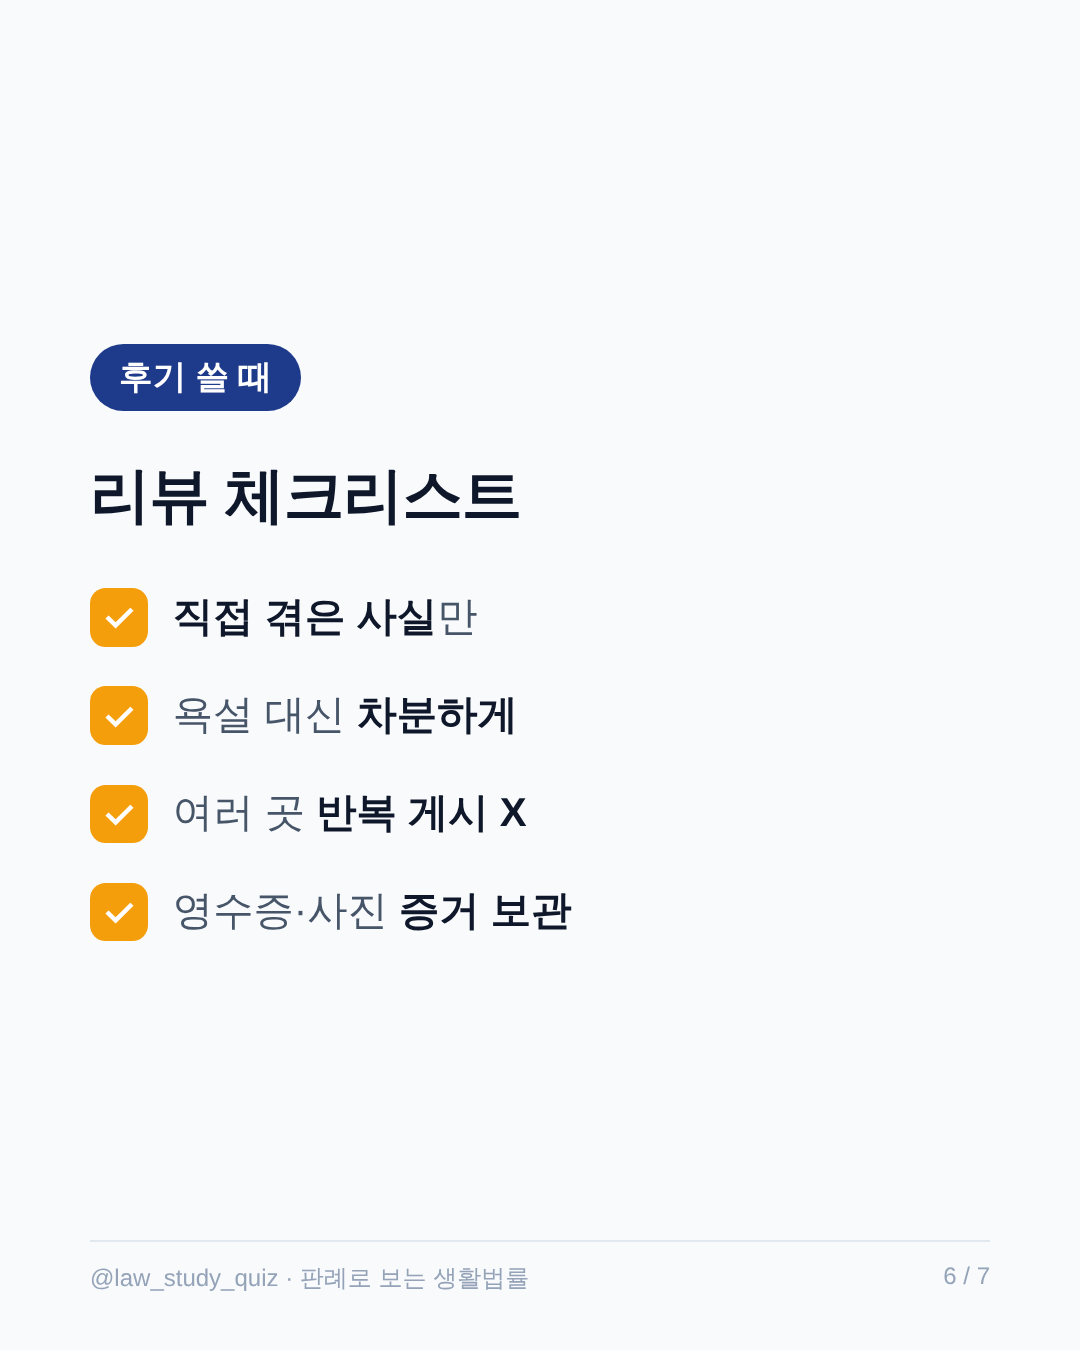 후기 쓸 때
리뷰 체크리스트
직접 겪은 사실만
욕설 대신 차분하게
여러 곳 반복 게시 X
영수증·사진 증거 보관
@law_study_quiz · 판례로 보는 생활법률
6 / 7